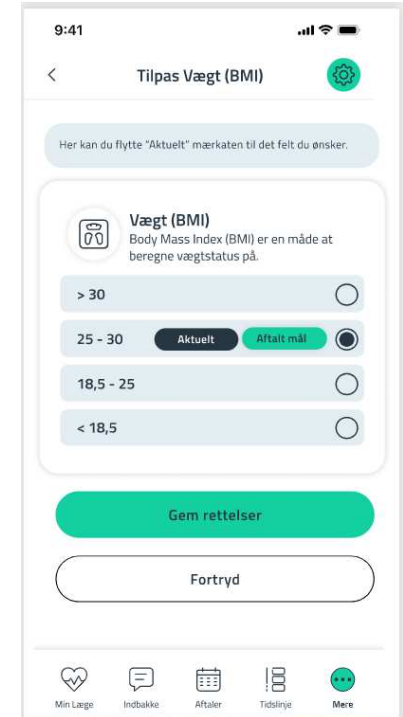 9:41
Tilpas Vægt (BMI)
Her kan du flytte "Aktuelt" mærkaten til det felt du ønsker.
Vægt (BMI)
Body Mass Index (BMI) er en måde at
beregne vægtstatus på.
> 30
25 - 30 Aktuelt Aftalt mål
18,5 - 25
< 18,5
Gem rettelser
Fortryd
Min Læge Indbakke Aftaler Tidslinje Mere